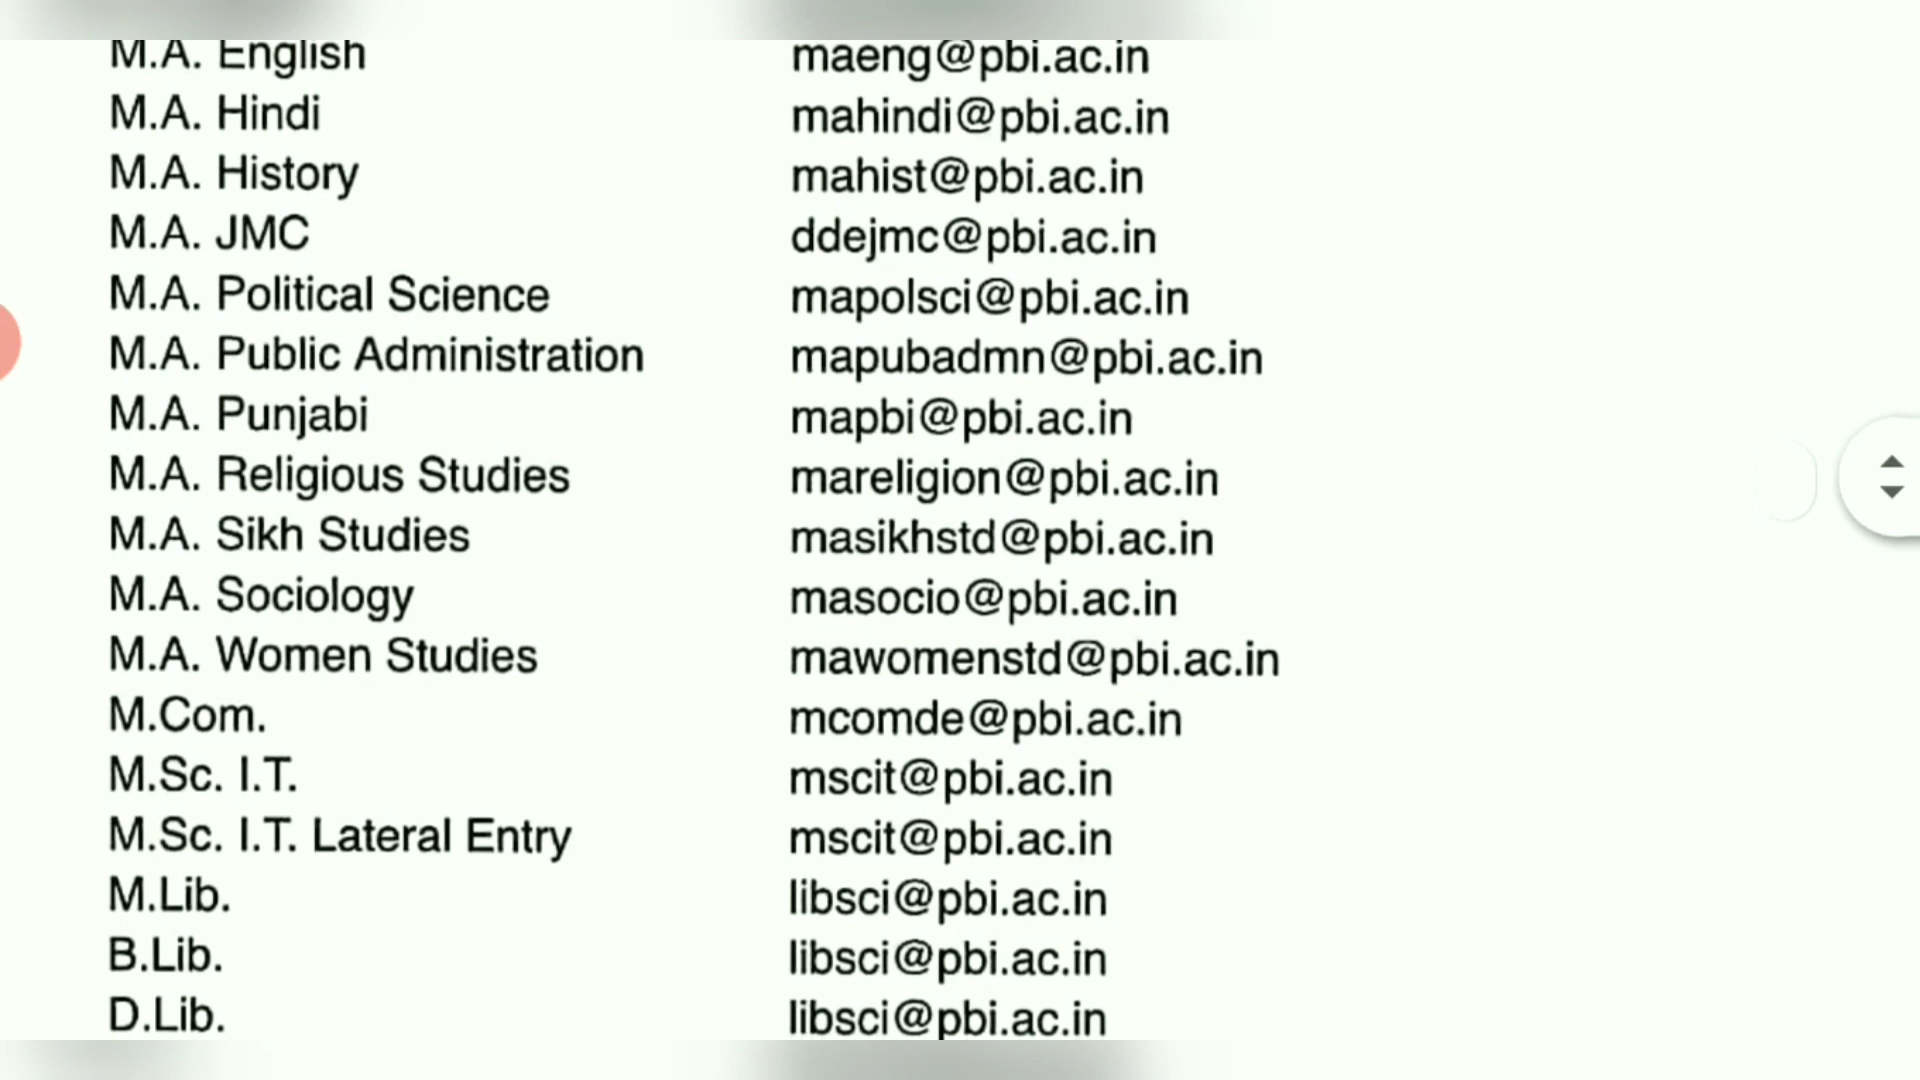 M.A. English maeng@pbi.ac.in
M.A. Hindi mahindi@pbi.ac.in
M.A. History mahist@pbi.ac.in
M.A. JMC ddejmc@pbi.ac.in
M.A. Political Science mapolsci@pbi.ac.in
M.A. Public Administration mapubadmn@pbi.ac.in
M.A. Punjabi mapbi@pbi.ac.in
M.A. Religious Studies mareligion@pbi.ac.in
M.A. Sikh Studies masikhstd@pbi.ac.in
M.A. Sociology masocio@pbi.ac.in
M.A. Women Studies mawomenstd@pbi.ac.in
M.Com. mcomde@pbi.ac.in
M.Sc. I.T. mscit@pbi.ac.in
M.Sc. I.T. Lateral Entry mscit@pbi.ac.in
M.Lib. libsci@pbi.ac.in
B.Lib. libsci@pbi.ac.in
D.Lib. libsci@pbi.ac.in